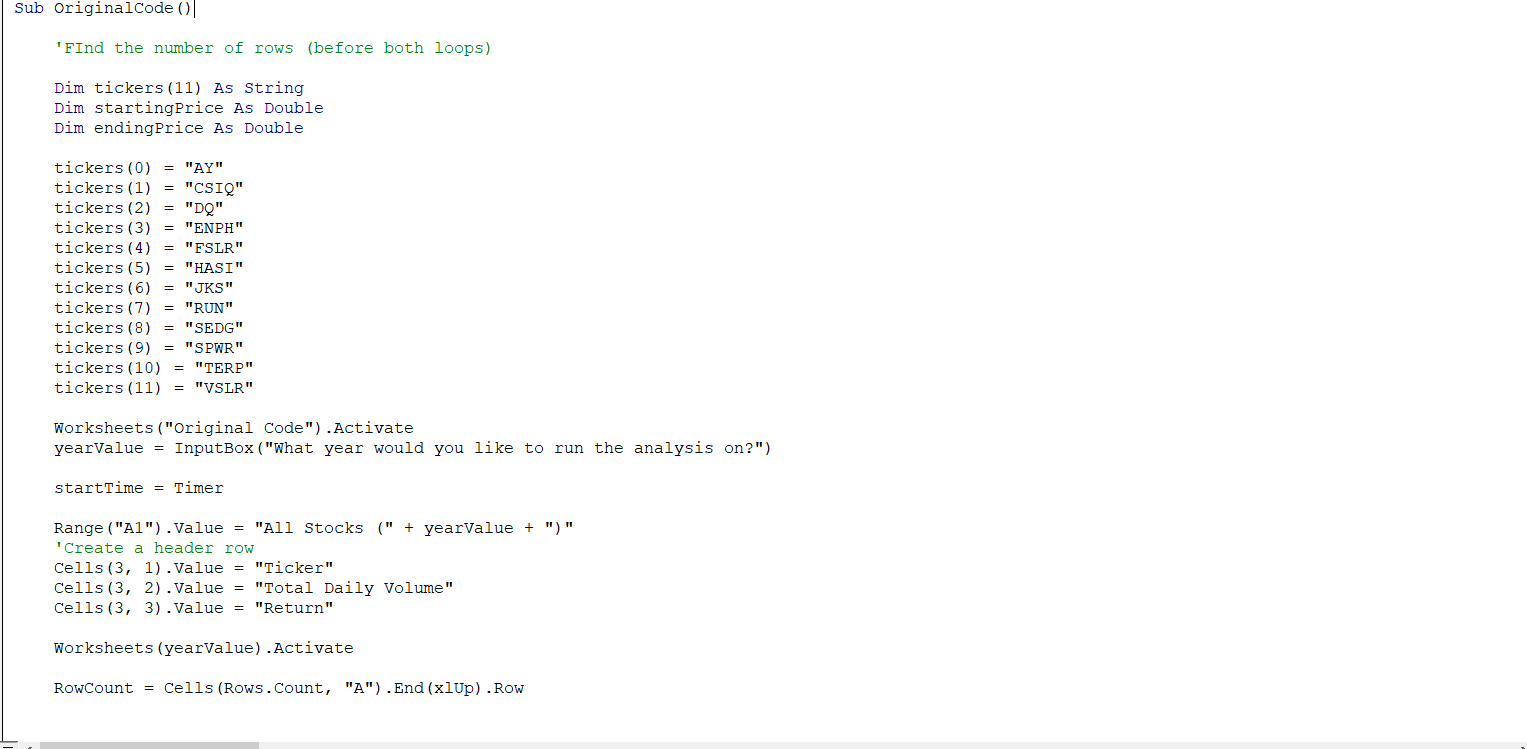 Sub OriginalCode()
'FInd the number of rows (before both loops)
Dim tickers(11) As String
Dim startingPrice As Double
Dim endingPrice As Double
tickers(0) = "AY"
tickers(1) = "CSIQ"
tickers(2) = "DQ"
tickers(3) = "ENPH"
tickers(4) = "FSLR"
tickers(5) = "HASI"
tickers(6) = "JKS"
tickers(7) = "RUN"
tickers(8) = "SEDG"
tickers(9) = "SPWR"
tickers(10) = "TERP"
tickers(11) = "VSLR"
Worksheets("Original Code").Activate
yearValue = InputBox("What year would you like to run the analysis on?")
startTime = Timer
Range("A1").Value = "All Stocks (" + yearValue + ")"
'Create a header row
Cells(3, 1).Value = "Ticker"
Cells(3, 2).Value = "Total Daily Volume"
Cells(3, 3).Value = "Return"
Worksheets(yearValue).Activate
RowCount = Cells(Rows.Count, "A").End(xlUp).Row